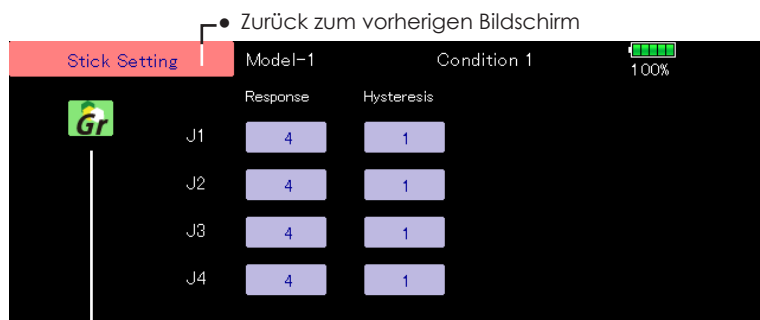 Zurück zum vorherigen Bildschirm
Stick Setting Model-1 Condition 1 100%
Response Hysteresis
Gr
J1 4 1
J2 4 1
J3 4 1
J4 4 1